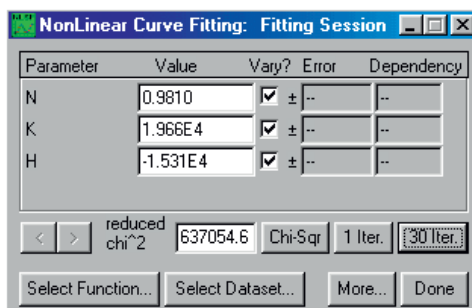 NonLinear Curve Fitting: Fitting Session
Parameter Value Vary? Error Dependency
N 0.9810 ± -- --
K 1.966E4 ± -- --
H -1.531E4 ± -- --
< > reduced chi^2 637054.6 Chi-Sqr 1 Iter. 30 Iter.
Select Function... Select Dataset... More... Done